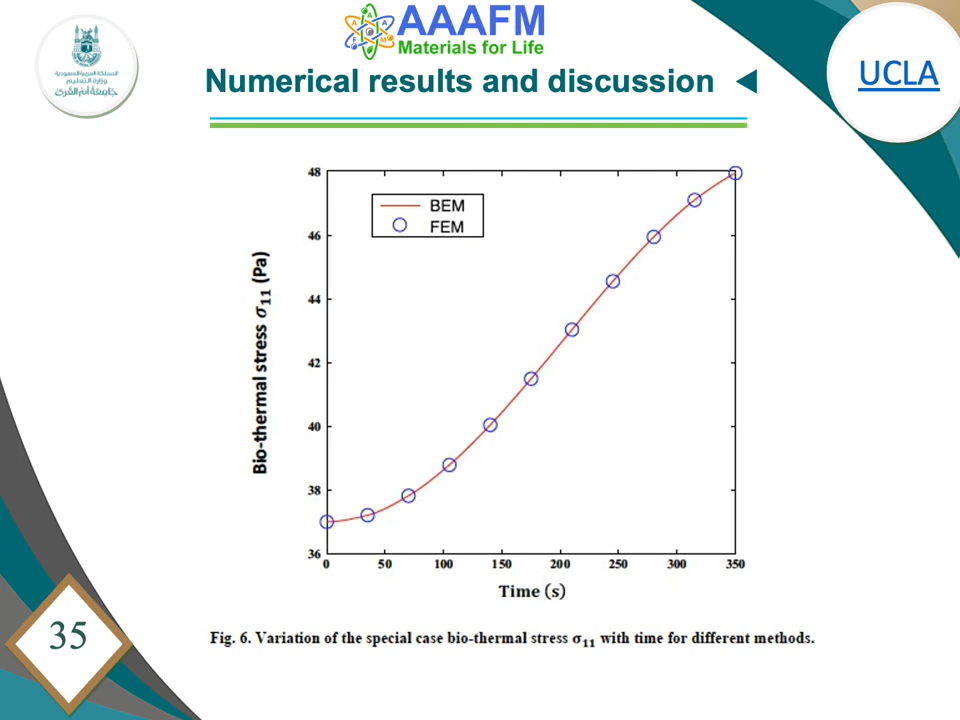 AAAFM
Materials for Life
المملكة العربية السعودية
وزارة التعليم
جامعة أم القرى
Numerical results and discussion
UCLA
48
46
44
42
40
38
36
BEM
FEM
Bio-thermal stress σ11 (Pa)
0 50 100 150 200 250 300 350
Time (s)
Fig. 6. Variation of the special case bio-thermal stress σ11 with time for different methods.
35